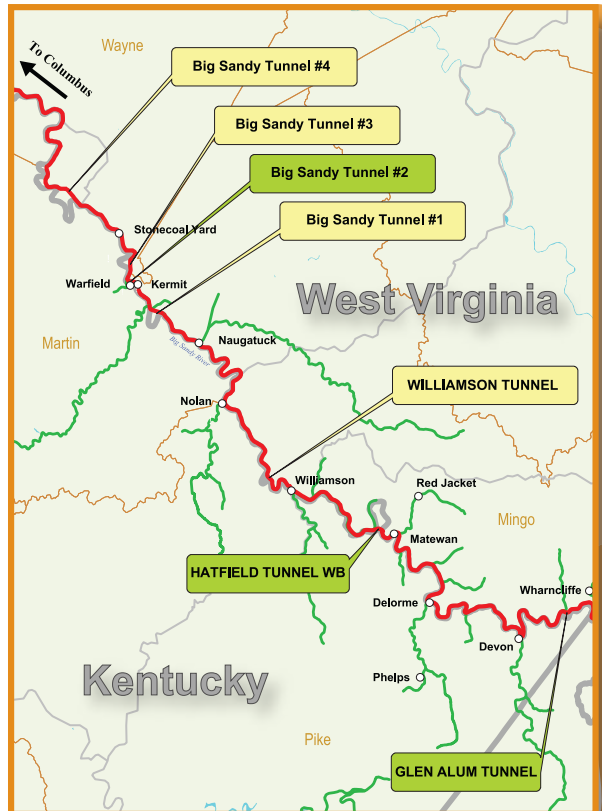 Wayne
To Columbus
Big Sandy Tunnel #4
Big Sandy Tunnel #3
Big Sandy Tunnel #2
Big Sandy Tunnel #1
Stonecoal Yard
Warfield
Kermit
West Virginia
Martin
Big Sandy River
Naugatuck
WILLIAMSON TUNNEL
Nolan
Williamson
Red Jacket
Mingo
Matewan
HATFIELD TUNNEL WB
Wharncliffe
Delorme
Devon
Kentucky
Phelps
Pike
GLEN ALUM TUNNEL